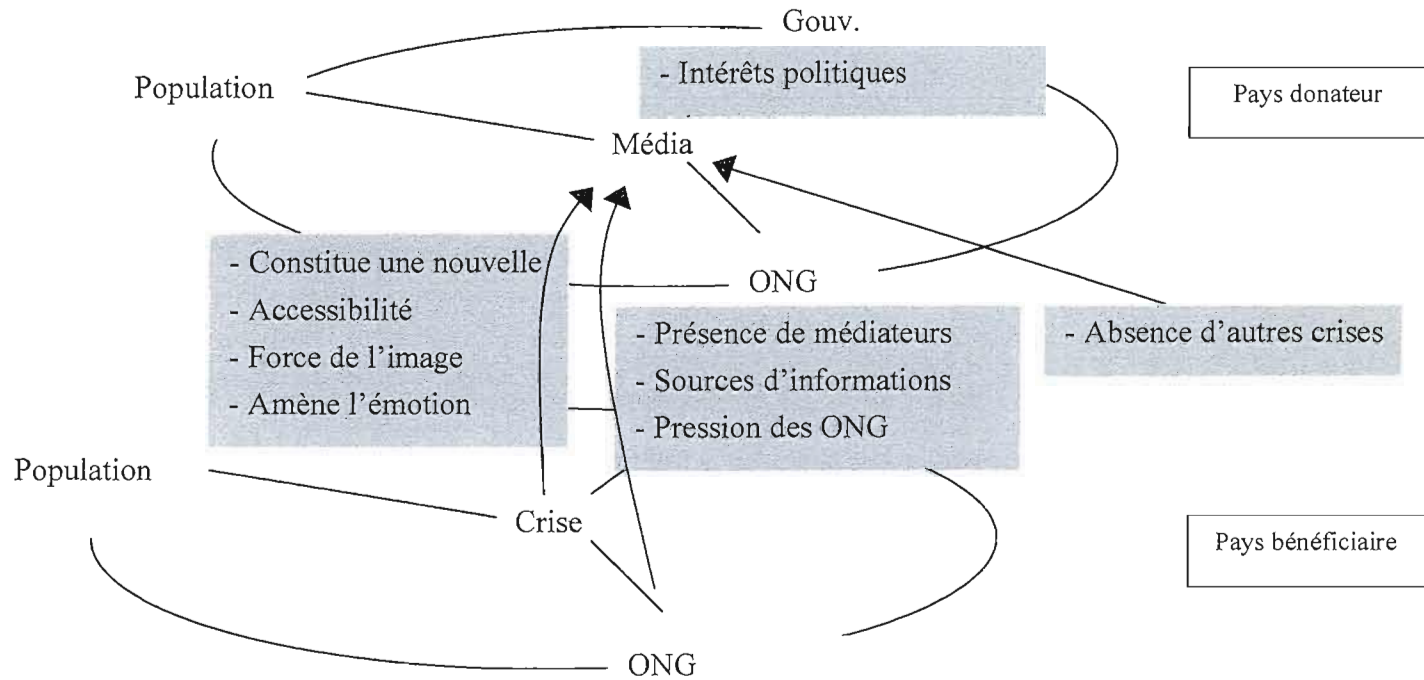 Gouv.
- Intérêts politiques
Population
Pays donateur
Média
- Constitue une nouvelle
- Accessibilité
- Force de l'image
- Amène l'émotion
ONG
- Présence de médiateurs
- Sources d'informations
- Pression des ONG
- Absence d'autres crises
Population
Crise
Pays bénéficiaire
ONG